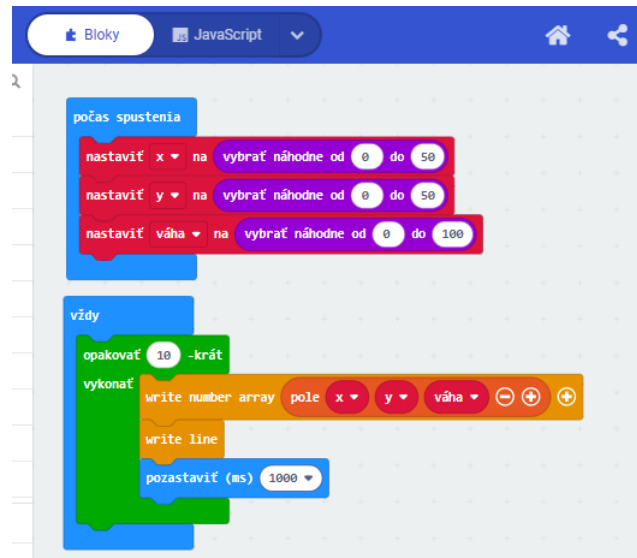 Bloky JS JavaScript
počas spustenia
nastaviť x na vybrať náhodne od 0 do 50
nastaviť y na vybrať náhodne od 0 do 50
nastaviť váha na vybrať náhodne od 0 do 100
vždy
opakovať 10 -krát
vykonať
write number array pole x y váha
write line
pozastaviť (ms) 1000